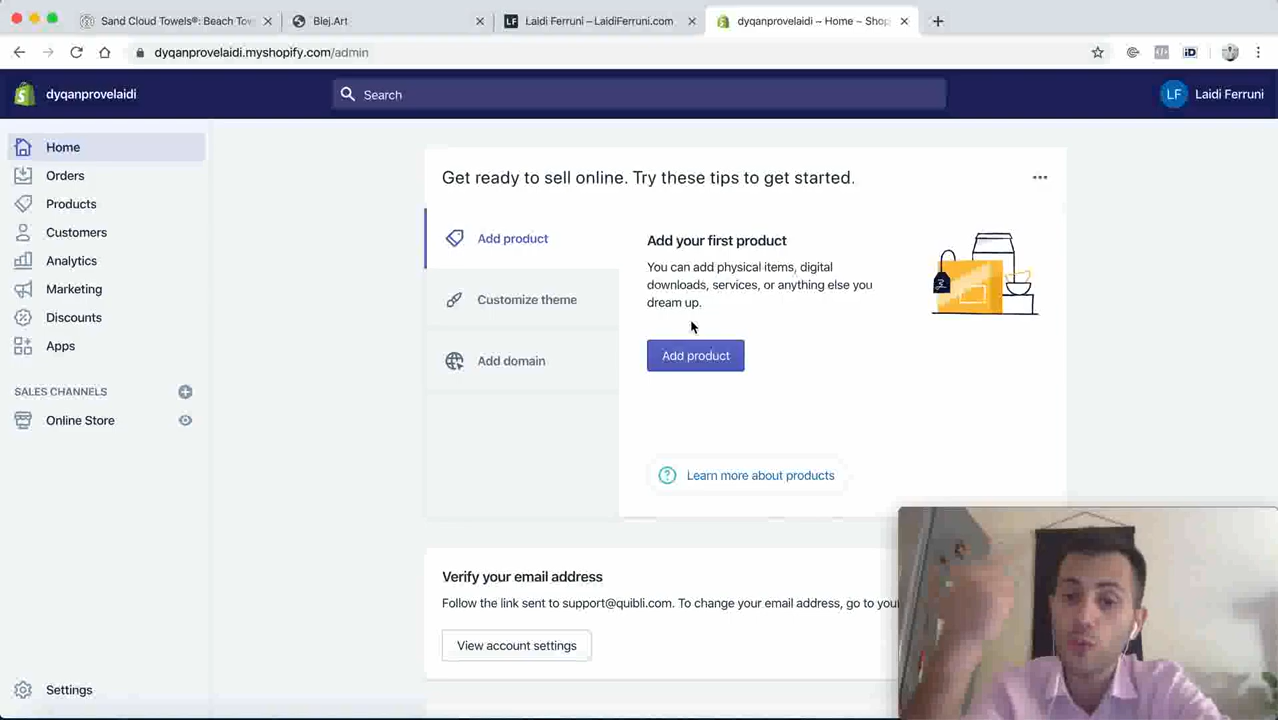 Sand Cloud Towels®: Beach Tow
Blej.Art
LF Laidi Ferruni – LaidiFerruni.com
dyqanprovelaidi ~ Home ~ Shop
dyqanprovelaidi.myshopify.com/admin
iD
dyqanprovelaidi
Search
LF Laidi Ferruni
Home
Orders
Products
Customers
Analytics
Marketing
Discounts
Apps
SALES CHANNELS
Online Store
Settings
Get ready to sell online. Try these tips to get started.
Add product
Customize theme
Add domain
Add your first product
You can add physical items, digital
downloads, services, or anything else you
dream up.
Add product
Learn more about products
Verify your email address
Follow the link sent to support@quibli.com. To change your email address, go to your
View account settings